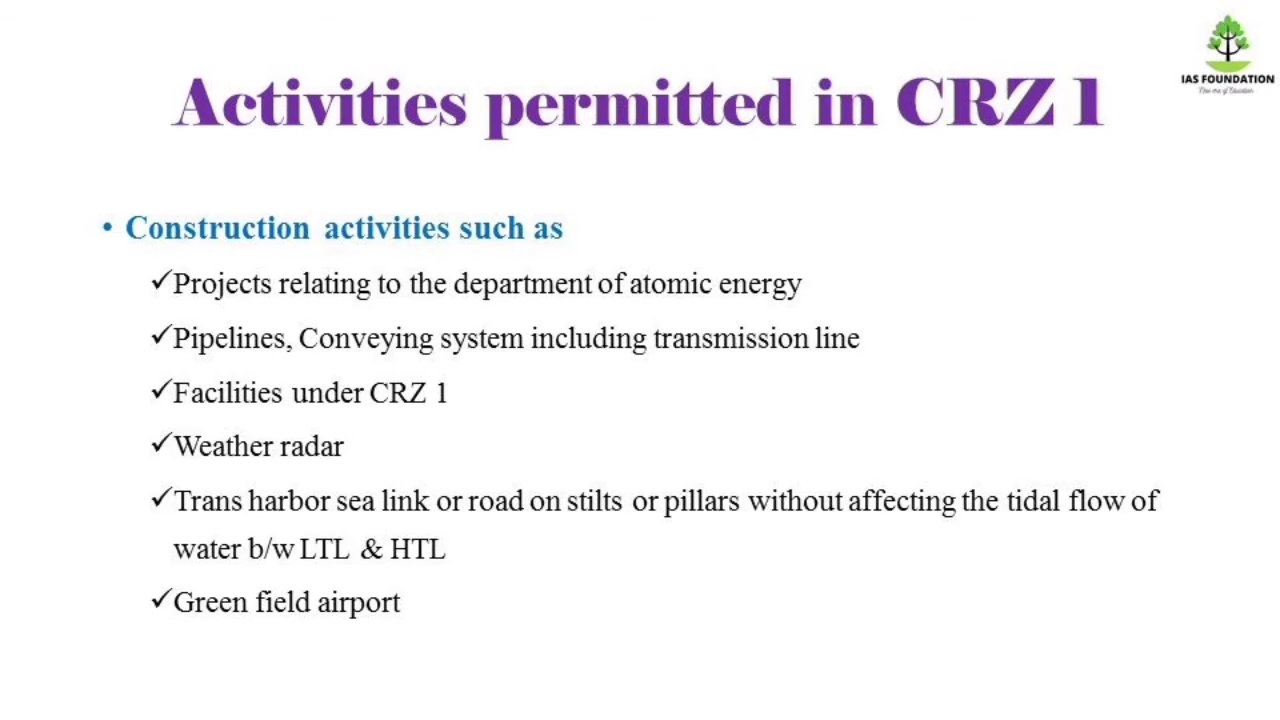 IAS FOUNDATION
Activities permitted in CRZ 1
• Construction activities such as
✓Projects relating to the department of atomic energy
✓Pipelines, Conveying system including transmission line
✓Facilities under CRZ 1
✓Weather radar
✓Trans harbor sea link or road on stilts or pillars without affecting the tidal flow of
water b/w LTL & HTL
✓Green field airport